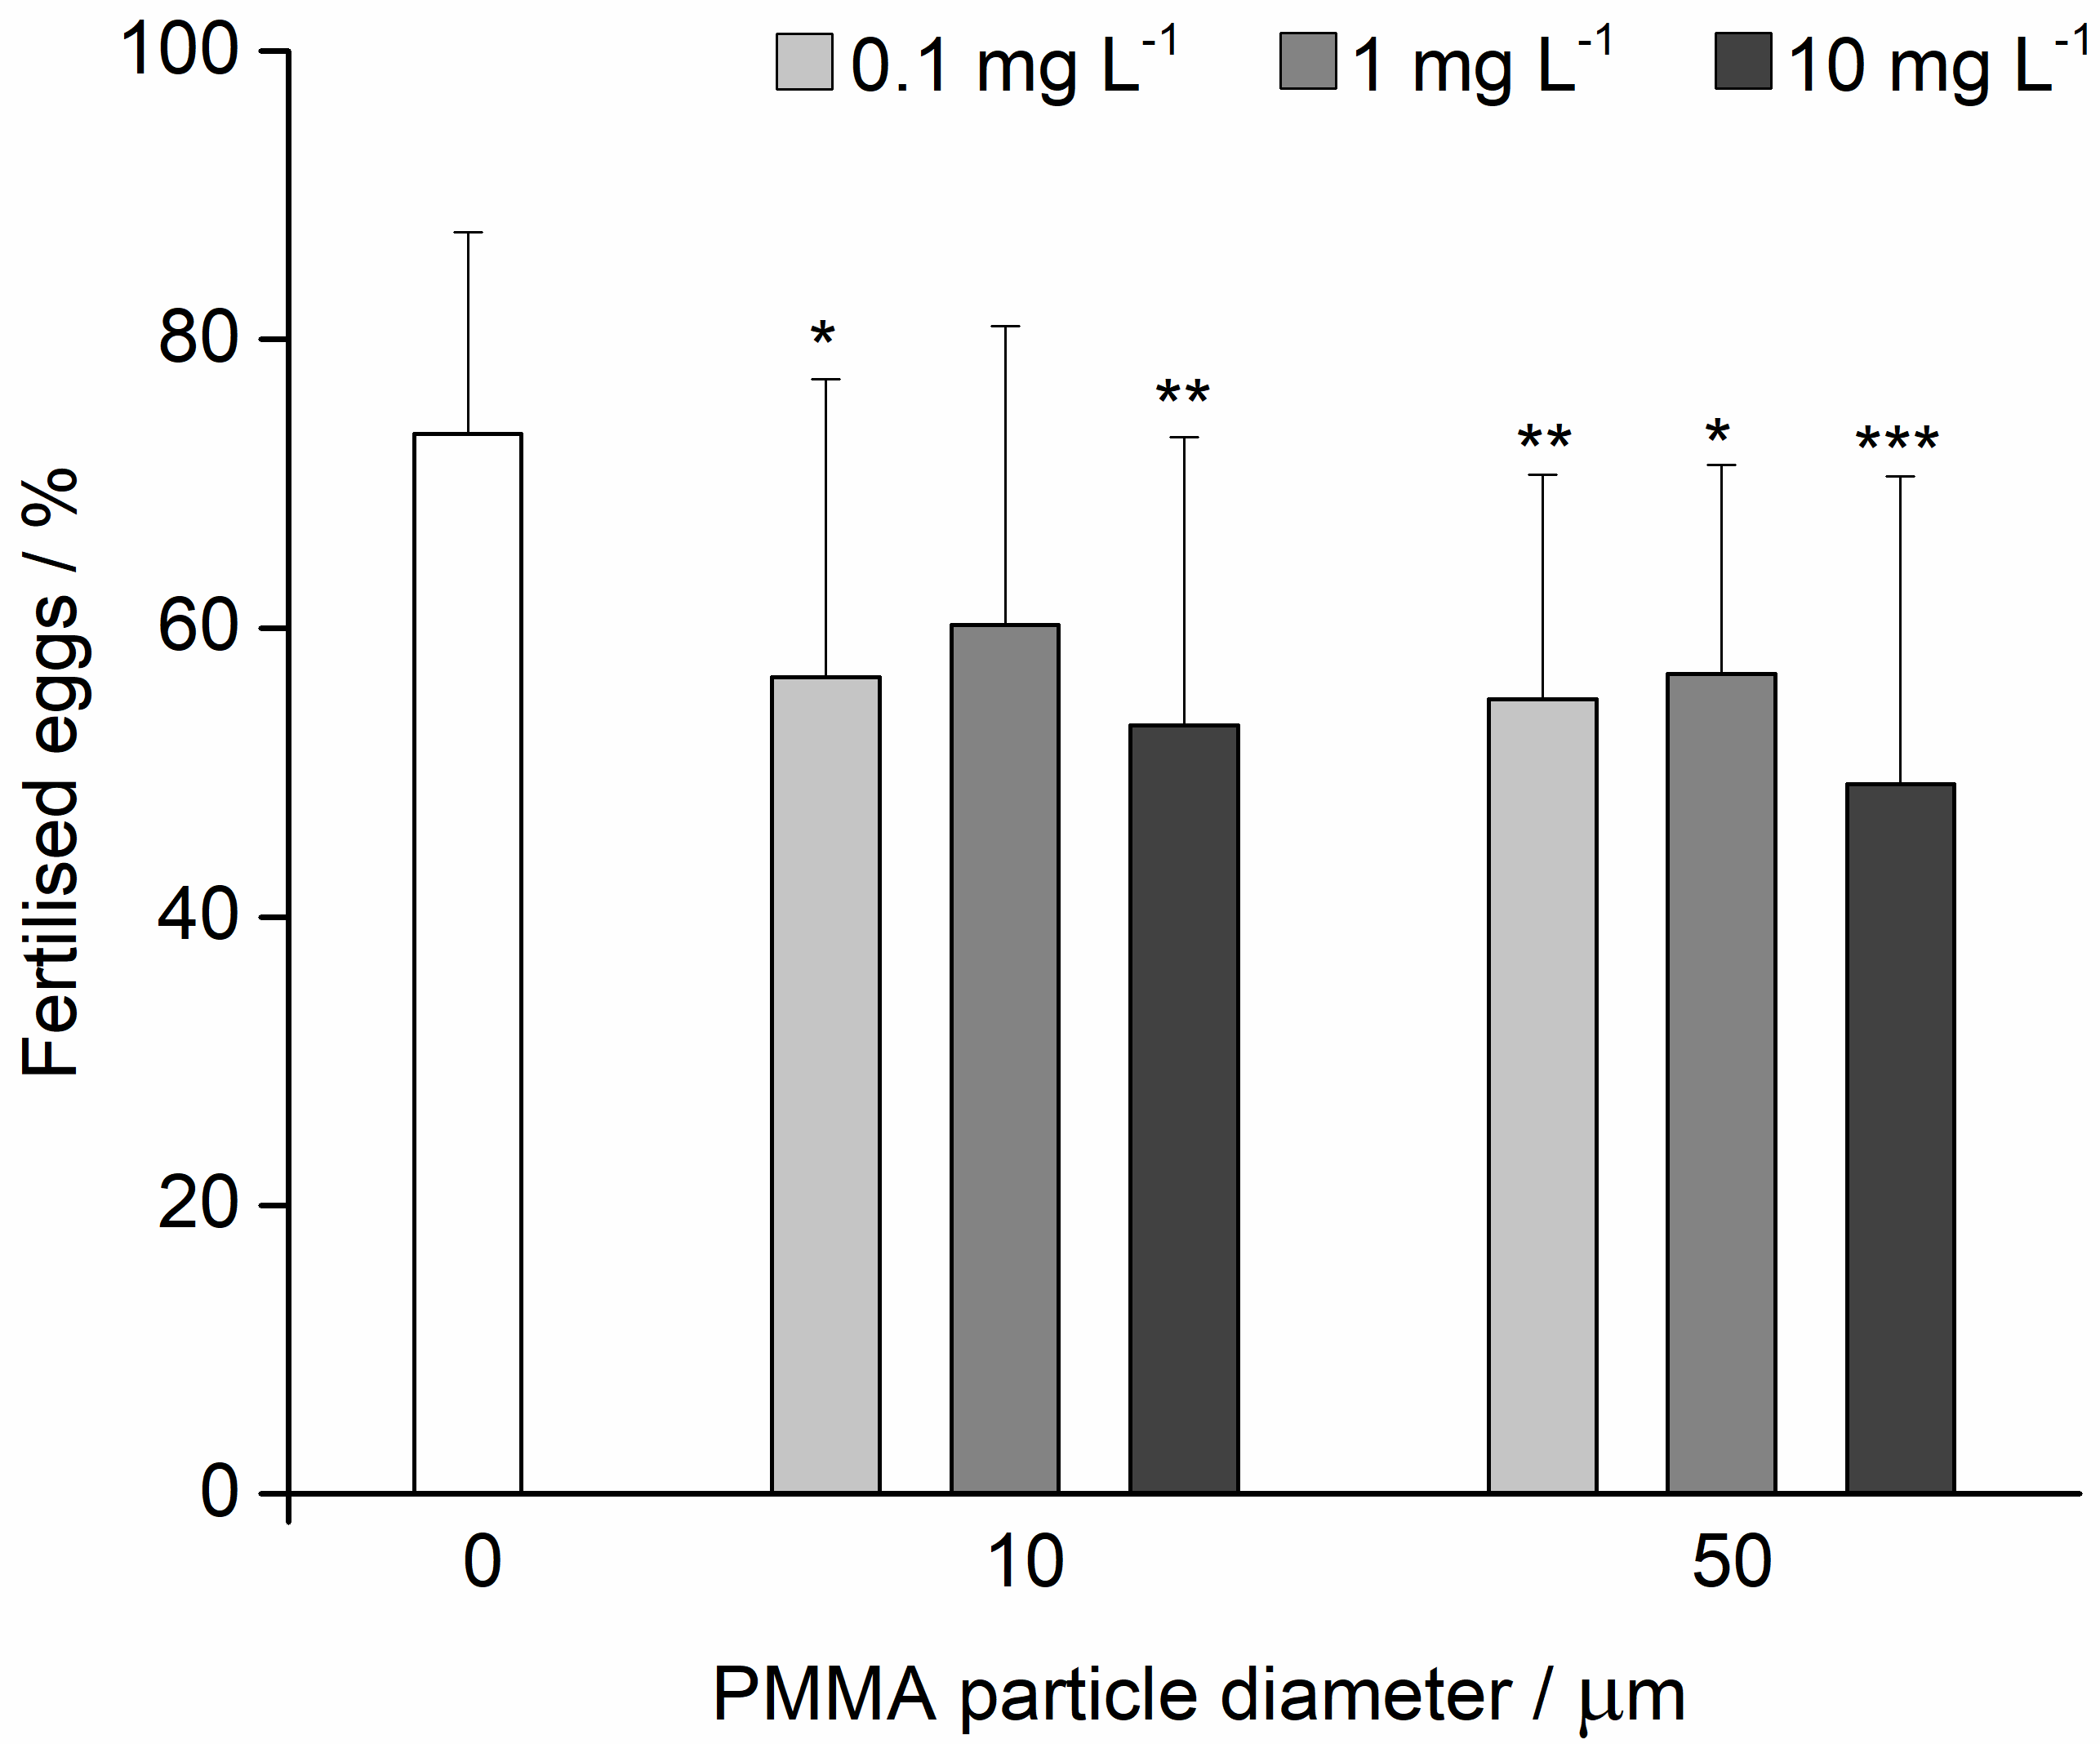 0.1 mg L-1 1 mg L-1 10 mg L-1
100
80
60
40
20
0
Fertilised eggs / %
*
**
**
*
***
0 10 50
PMMA particle diameter / μm